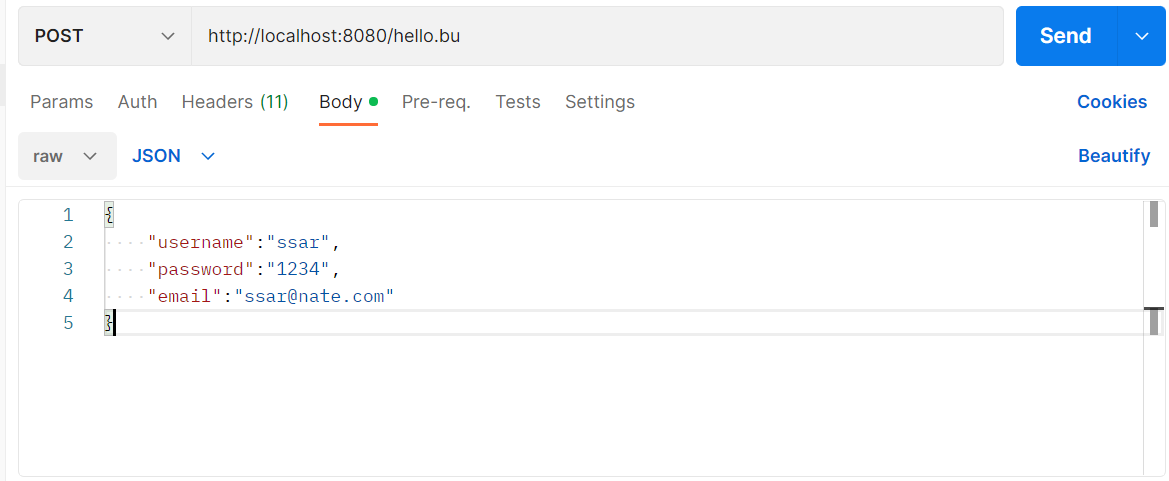 POST http://localhost:8080/hello.bu Send
Params Auth Headers (11) Body Pre-req. Tests Settings Cookies
raw JSON Beautify
1 {
2 "username":"ssar",
3 "password":"1234",
4 "email":"ssar@nate.com"
5 }